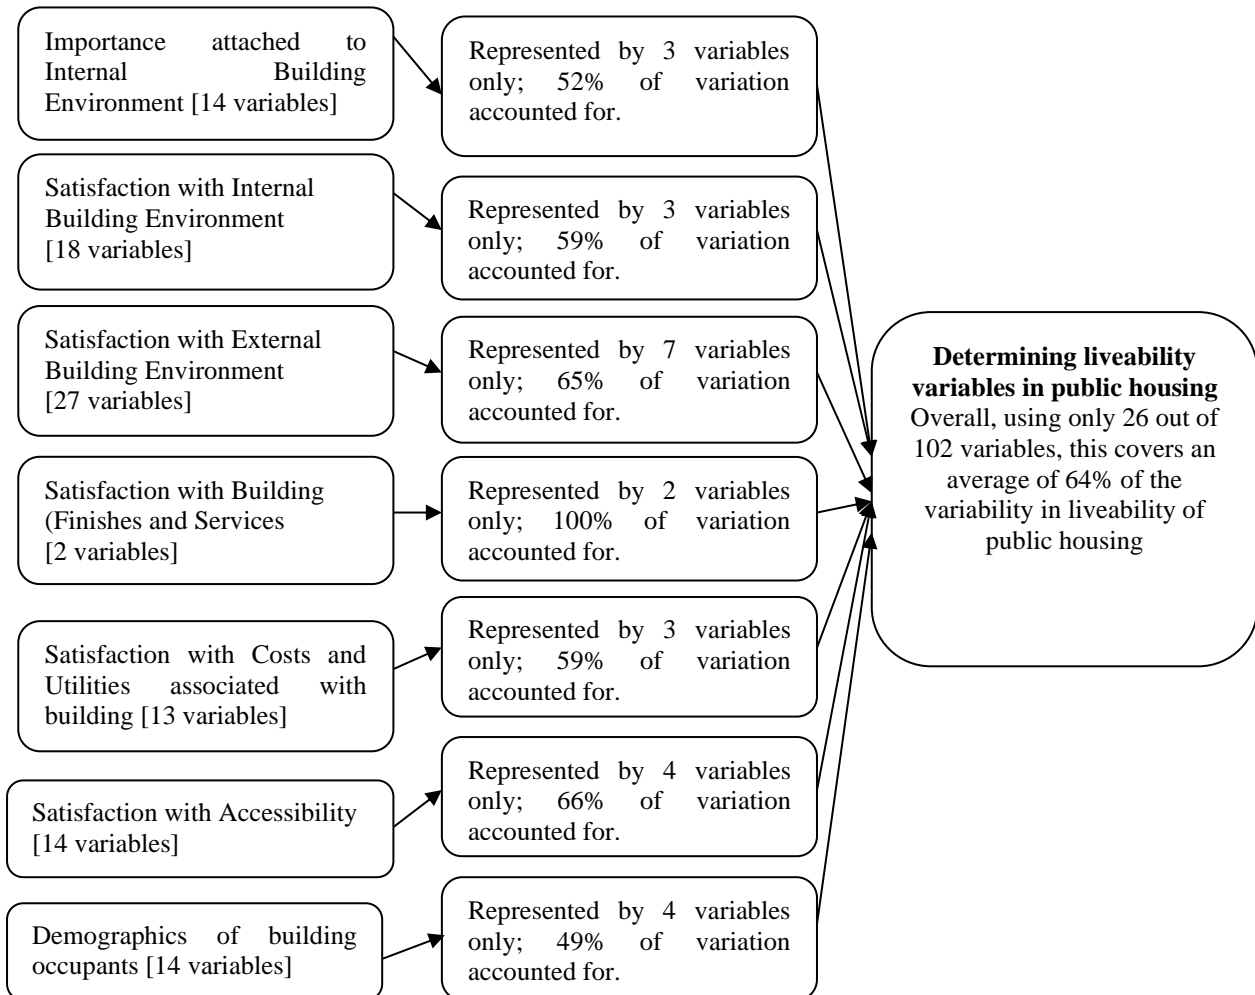 Importance attached to
Internal Building
Environment [14 variables]
Represented by 3 variables
only; 52% of variation
accounted for.
Satisfaction with Internal
Building Environment
[18 variables]
Represented by 3 variables
only; 59% of variation
accounted for.
Satisfaction with External
Building Environment
[27 variables]
Represented by 7 variables
only; 65% of variation
accounted for.
Satisfaction with Building
(Finishes and Services
[2 variables]
Represented by 2 variables
only; 100% of variation
accounted for.
Satisfaction with Costs and
Utilities associated with
building [13 variables]
Represented by 3 variables
only; 59% of variation
accounted for.
Satisfaction with Accessibility
[14 variables]
Represented by 4 variables
only; 66% of variation
accounted for.
Demographics of building
occupants [14 variables]
Represented by 4 variables
only; 49% of variation
accounted for.
Determining liveability
variables in public housing
Overall, using only 26 out of
102 variables, this covers an
average of 64% of the
variability in liveability of
public housing